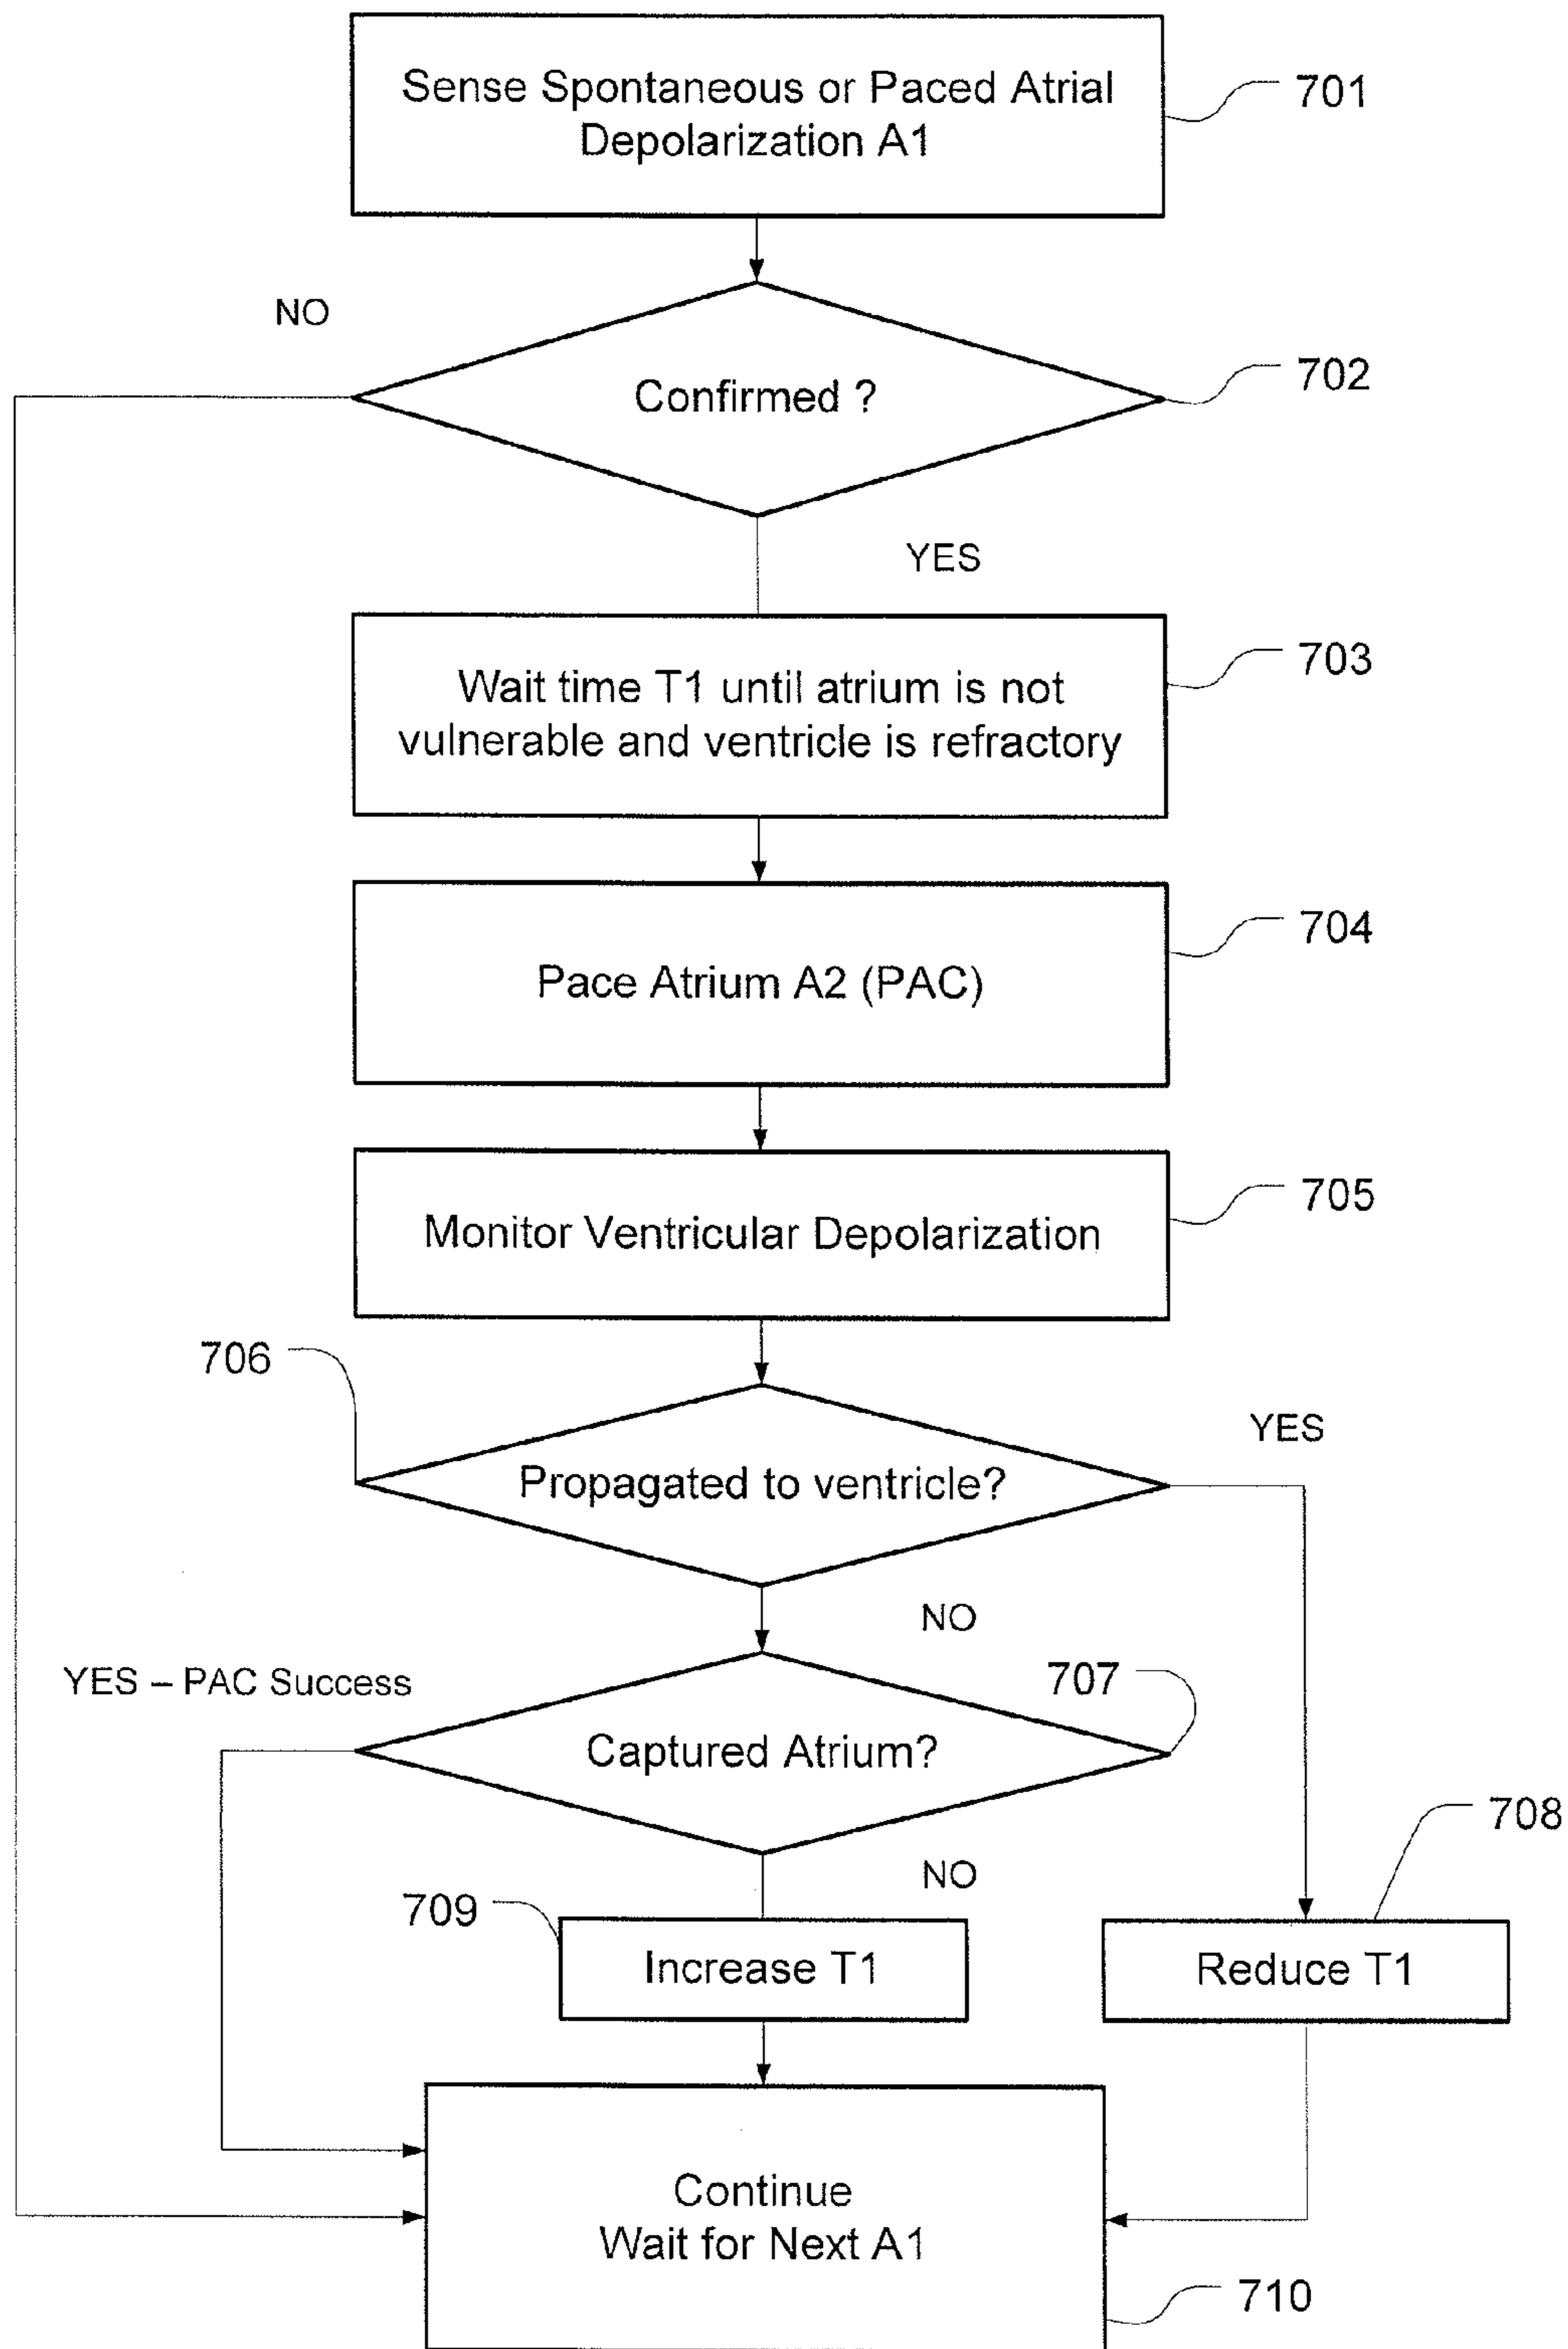 Sense Spontaneous or Paced Atrial
Depolarization A1
701
NO
Confirmed ?
702
YES
Wait time T1 until atrium is not
vulnerable and ventricle is refractory
703
Pace Atrium A2 (PAC)
704
Monitor Ventricular Depolarization
705
706
Propagated to ventricle?
YES
NO
YES – PAC Success
707
Captured Atrium?
NO
708
709
Increase T1
Reduce T1
Continue
Wait for Next A1
710